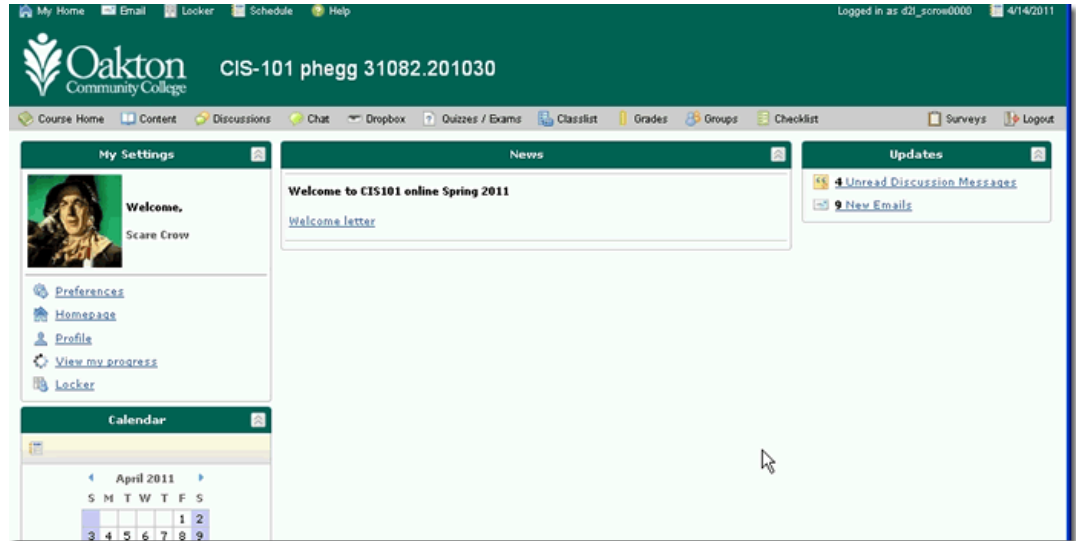 My Home Email Locker Schedule Help Logged in as d2l_scrow0000 4/14/2011
Oakton
Community College
CIS-101 phegg 31082.201030
Course Home Content Discussions Chat Dropbox Quizzes / Exams Classlist Grades Groups Checklist Surveys Logout
My Settings
Welcome,
Scare Crow
Preferences
Homepage
Profile
View my progress
Locker
Calendar
April 2011
S M T W T F S
1 2
3 4 5 6 7 8 9
News
Welcome to CIS101 online Spring 2011
Welcome letter
Updates
4 Unread Discussion Messages
9 New Emails